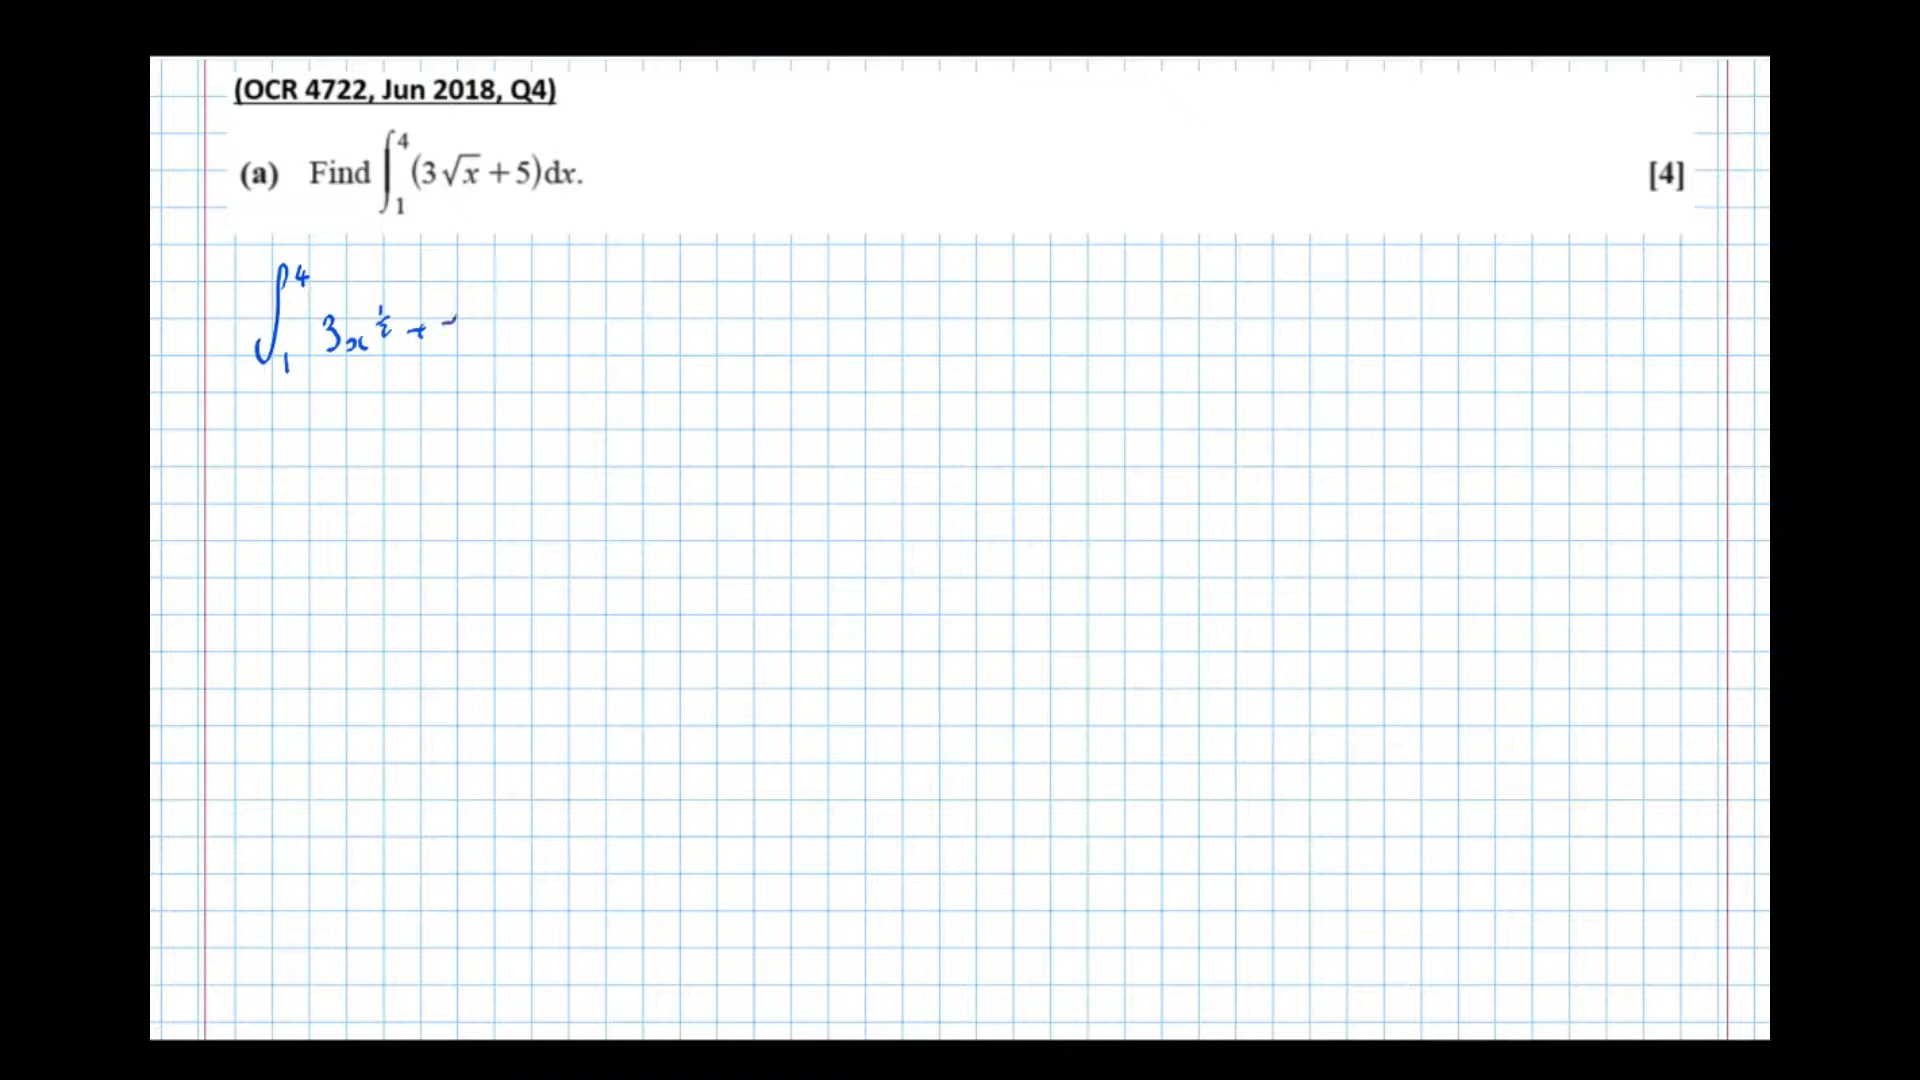 (OCR 4722, Jun 2018, Q4)
(a) Find ∫₁⁴ (3√x + 5)dx. [4]
∫₁⁴ 3x^½ +